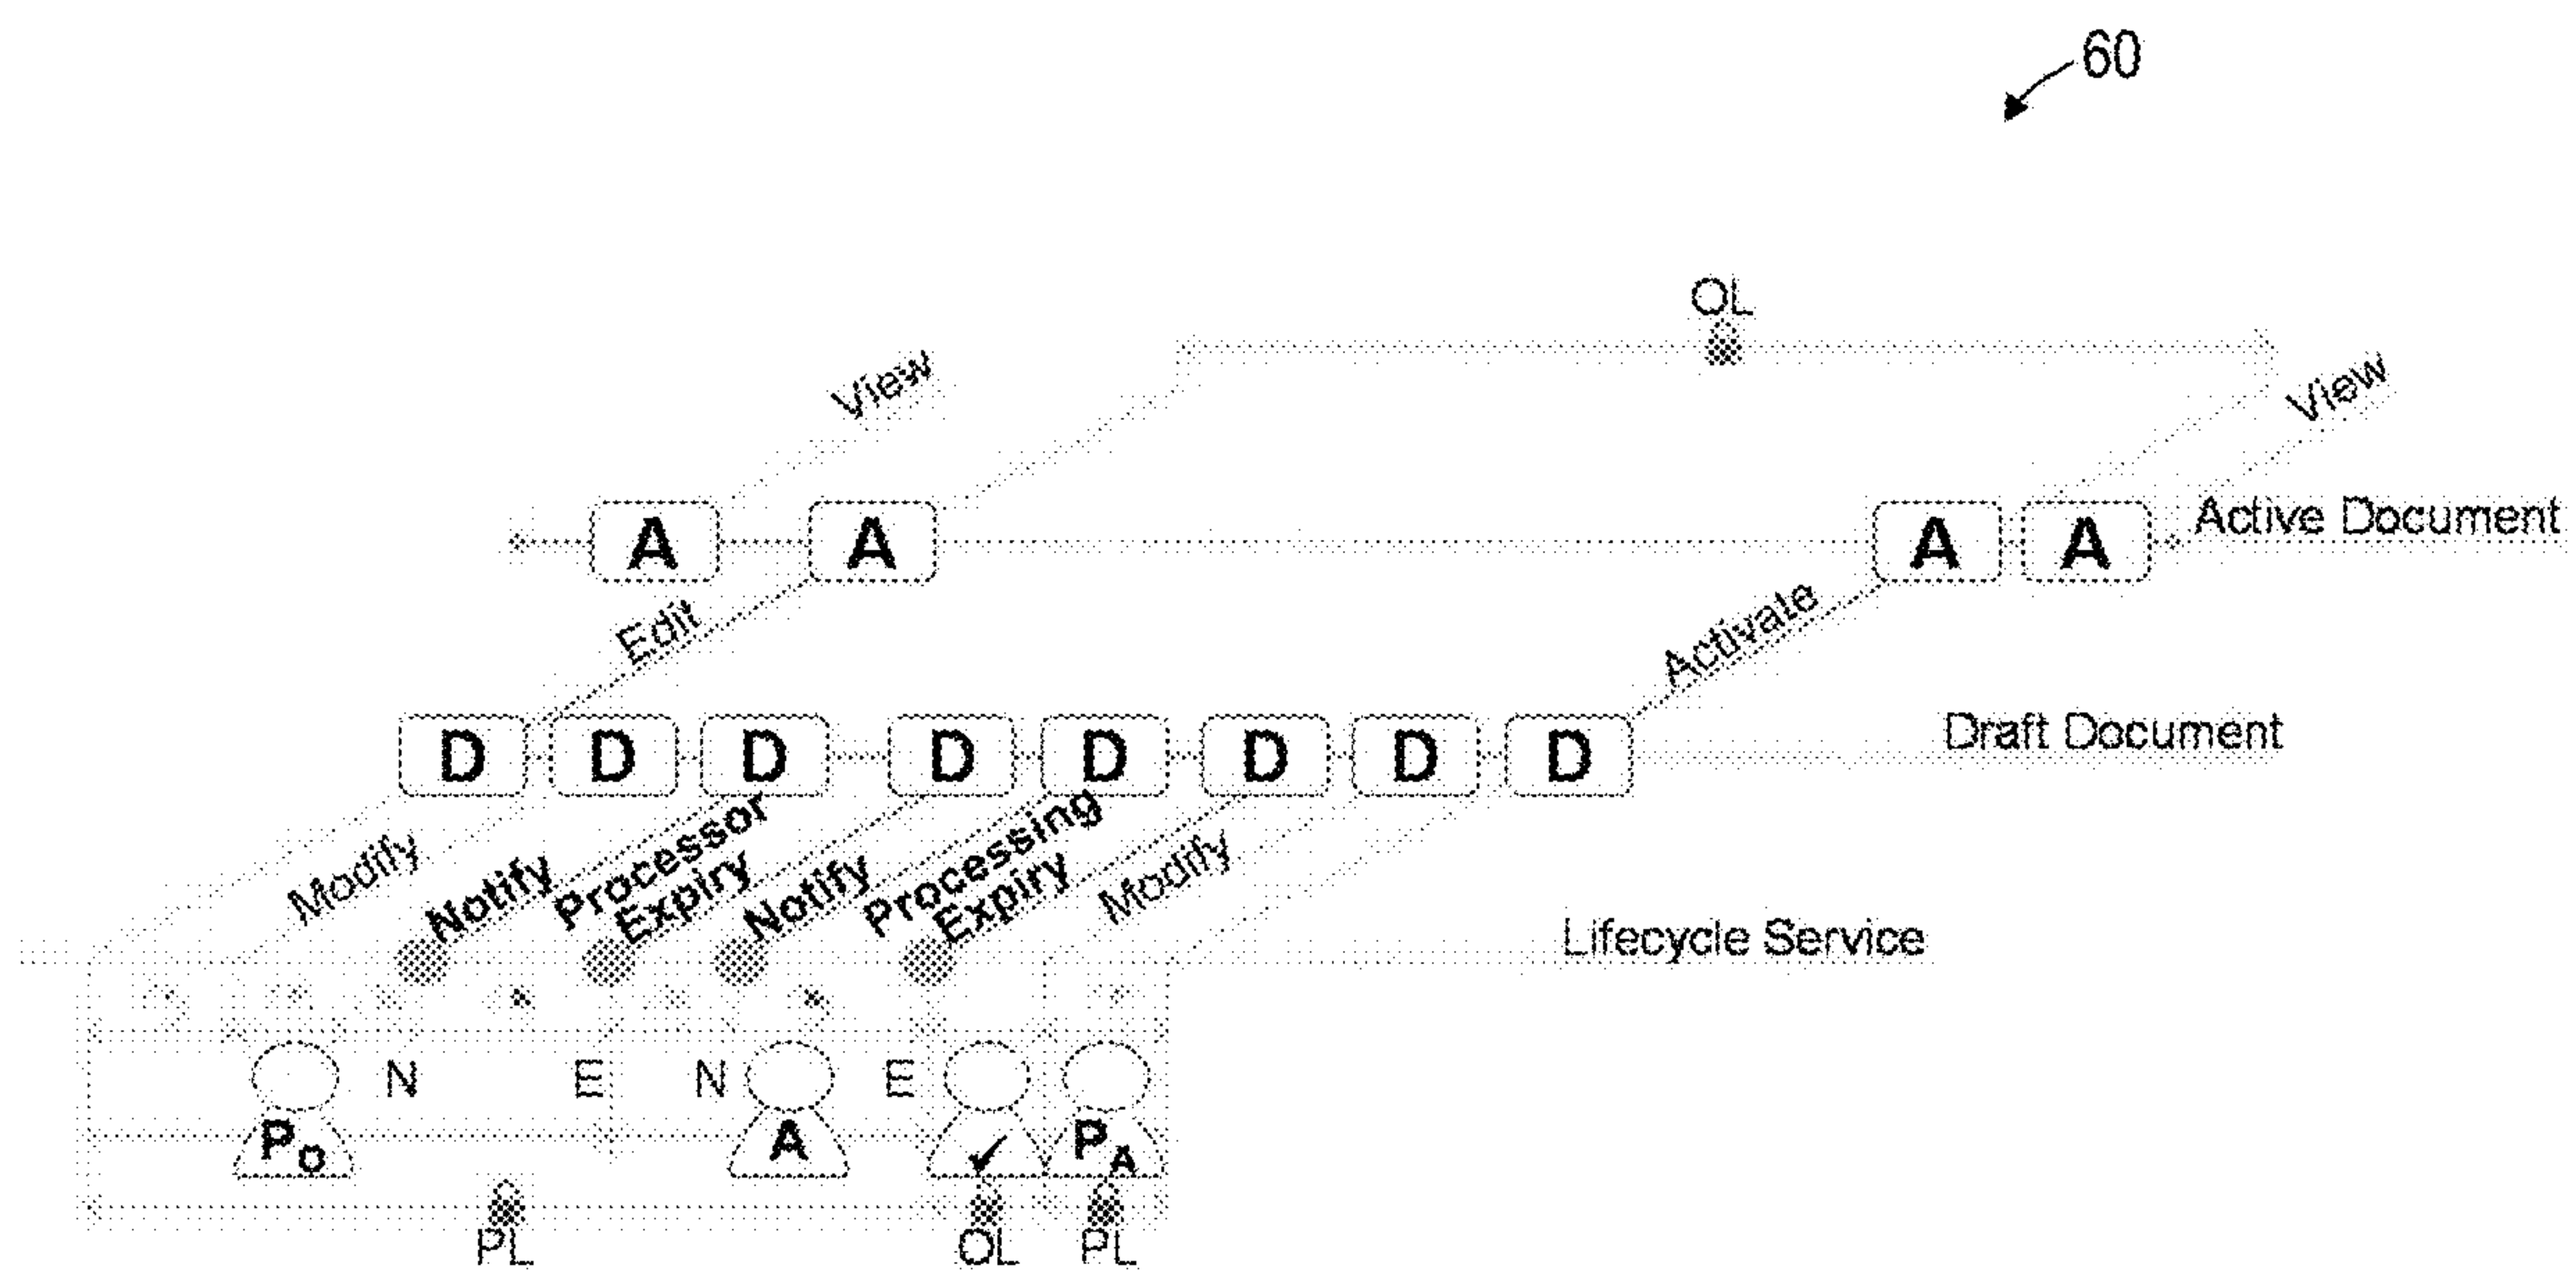 60
OL
View
View
A A A A Active Document
Edit
Activate
D D D D D D D D
Draft Document
Modify
Notify
Processor
Expiry
Notify
Processing
Expiry
Modify
Lifecycle Service
N E N E
PO A ✓ PA
PL OL PL